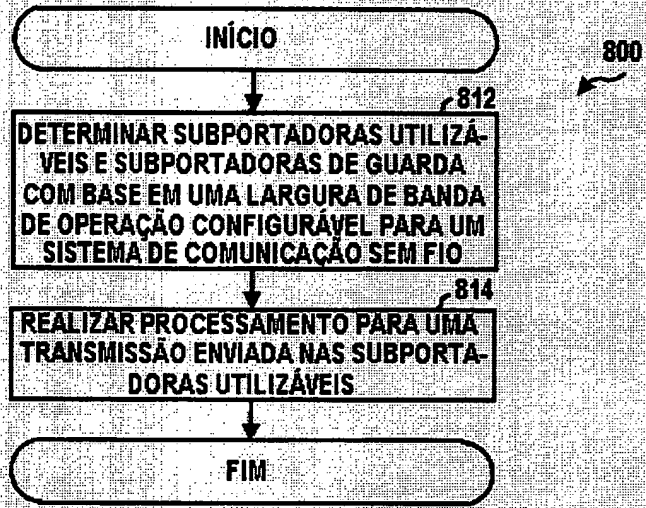 INÍCIO
800
812
DETERMINAR SUBPORTADORAS UTILIZÁ-
VEIS E SUBPORTADORAS DE GUARDA
COM BASE EM UMA LARGURA DE BANDA
DE OPERAÇÃO CONFIGURÁVEL PARA UM
SISTEMA DE COMUNICAÇÃO SEM FIO
814
REALIZAR PROCESSAMENTO PARA UMA
TRANSMISSÃO ENVIADA NAS SUBPORTA-
DORAS UTILIZÁVEIS
FIM